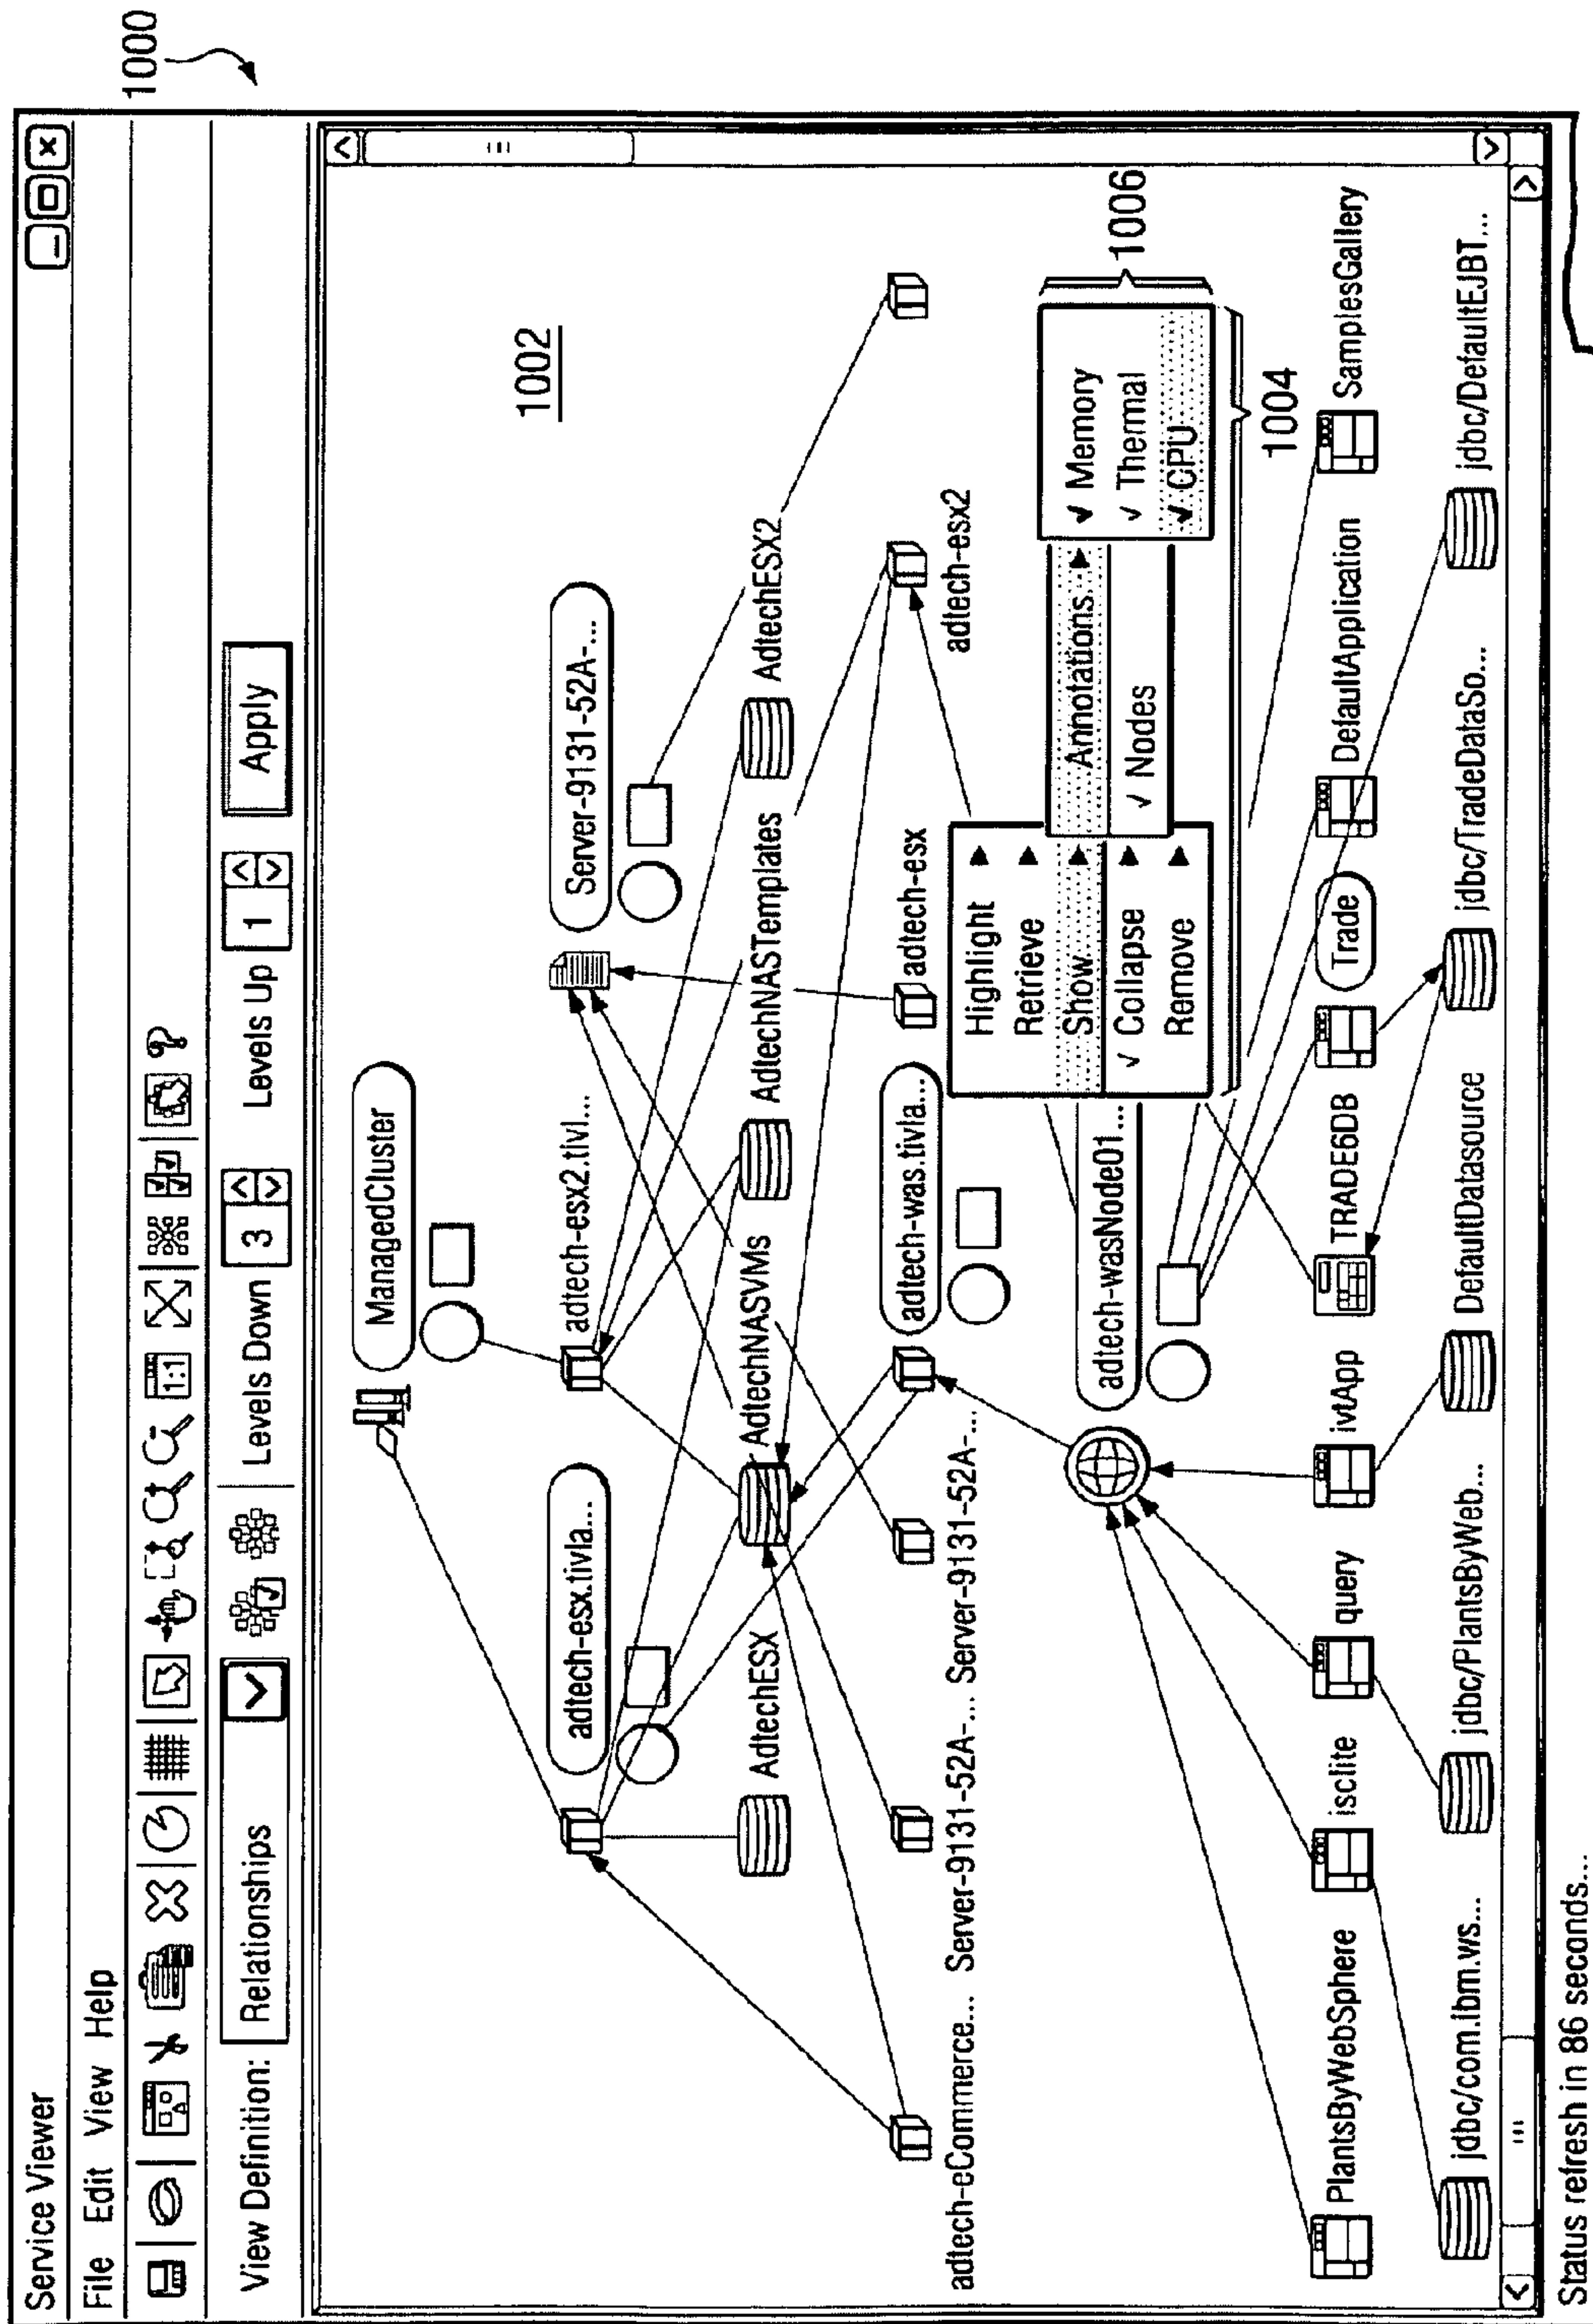 1000
Service Viewer
File Edit View Help
1:1
View Definition: Relationships
Levels Down 3
Levels Up 1
Apply
ManagedCluster
1002
adtech-esx.tivla...
adtech-esx2.tivl...
Server-9131-52A-...
AdtechESX
AdtechNASVMs
AdtechNASTemplates
AdtechESX2
adtech-was.tivla...
adtech-esx
adtech-eCommerce...
Server-9131-52A-...
Server-9131-52A-...
adtech-esx2
Highlight
Retrieve
Show
✓ Collapse
Remove
Annotations
✓ Nodes
✓ Memory
✓ Thermal
✓ CPU
1006
1004
adtech-wasNode01...
PlantsByWebSphere
isclite
query
ivtApp
TRADE6DB
Trade
DefaultApplication
SamplesGallery
jdbc/com.ibm.ws...
jdbc/PlantsByWeb...
DefaultDatasource
jdbc/TradeDataSo...
jdbc/DefaultEJBT...
Status refresh in 86 seconds...